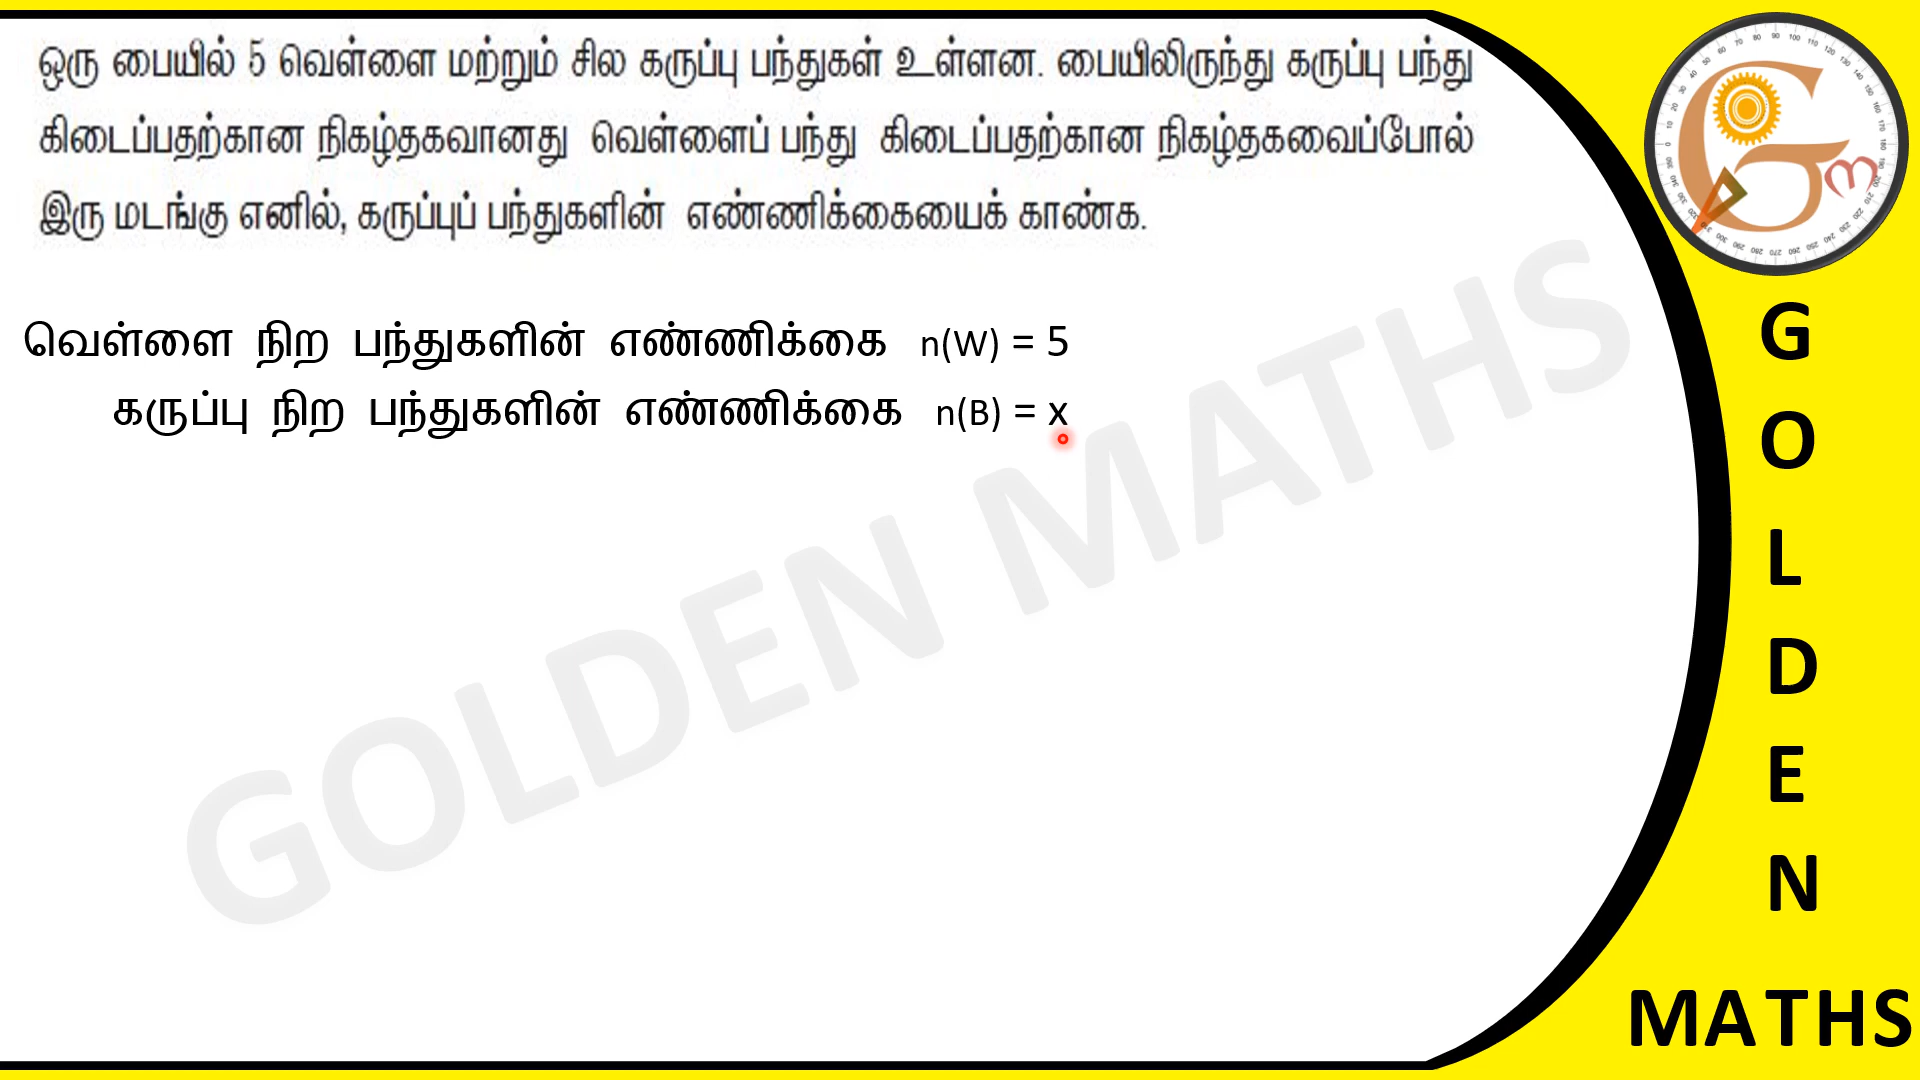 ஒரு பையில் 5 வெள்ளை மற்றும் சில கருப்பு பந்துகள் உள்ளன. பையிலிருந்து கருப்பு பந்து
கிடைப்பதற்கான நிகழ்தகவானது வெள்ளைப் பந்து கிடைப்பதற்கான நிகழ்தகவைப்போல்
இரு மடங்கு எனில், கருப்புப் பந்துகளின் எண்ணிக்கையைக் காண்க.
வெள்ளை நிற பந்துகளின் எண்ணிக்கை n(W) = 5
கருப்பு நிற பந்துகளின் எண்ணிக்கை n(B) = x
GOLDEN MATHS
G
O
L
D
E
N
MATHS